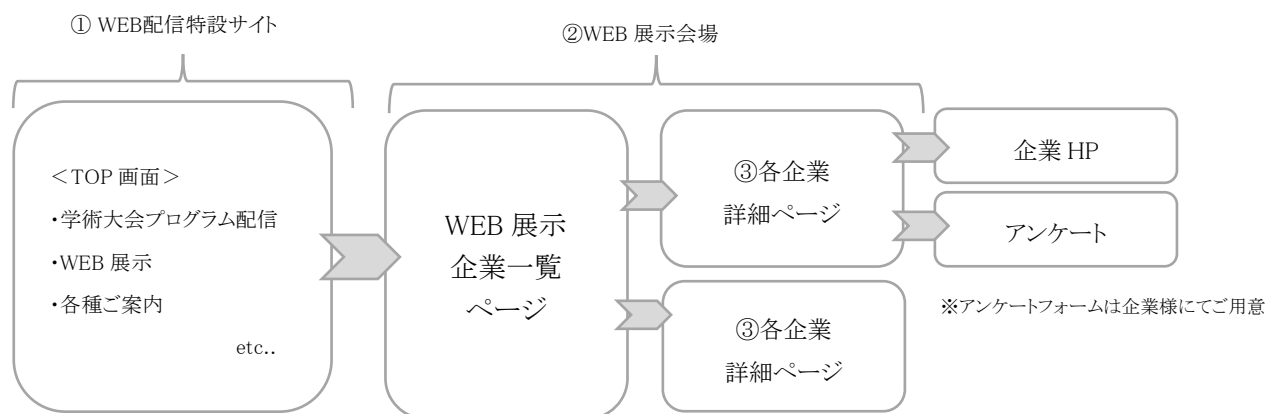 ① WEB配信特設サイト
②WEB 展示会場
＜TOP 画面＞
・学術大会プログラム配信
・WEB 展示
・各種ご案内
etc..
WEB 展示
企業一覧
ページ
③各企業
詳細ページ
企業 HP
アンケート
※アンケートフォームは企業様にてご用意
③各企業
詳細ページ